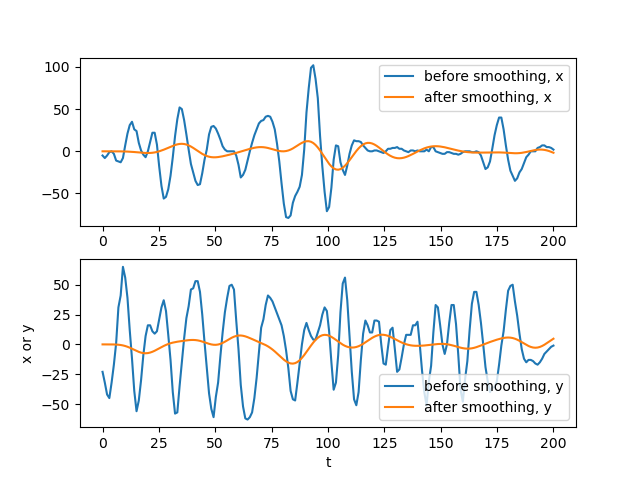 100
50
0
−50
before smoothing, x
after smoothing, x
0 25 50 75 100 125 150 175 200
x or y
50
25
0
−25
−50
before smoothing, y
after smoothing, y
0 25 50 75 100 125 150 175 200
t